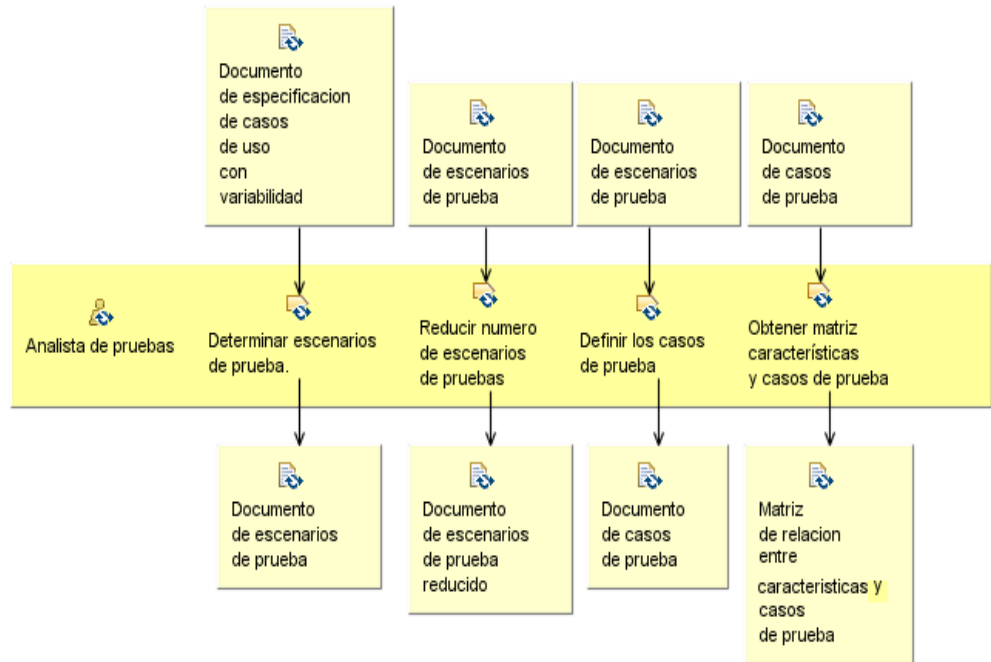 Documento
de especificacion
de casos
de uso
con
variabilidad
Documento
de escenarios
de prueba
Documento
de escenarios
de prueba
Documento
de casos
de prueba
Analista de pruebas
Determinar escenarios
de prueba.
Reducir numero
de escenarios
de pruebas
Definir los casos
de prueba
Obtener matriz
características
y casos de prueba
Documento
de escenarios
de prueba
Documento
de escenarios
de prueba
reducido
Documento
de casos
de prueba
Matriz
de relacion
entre
caracteristicas y
casos
de prueba